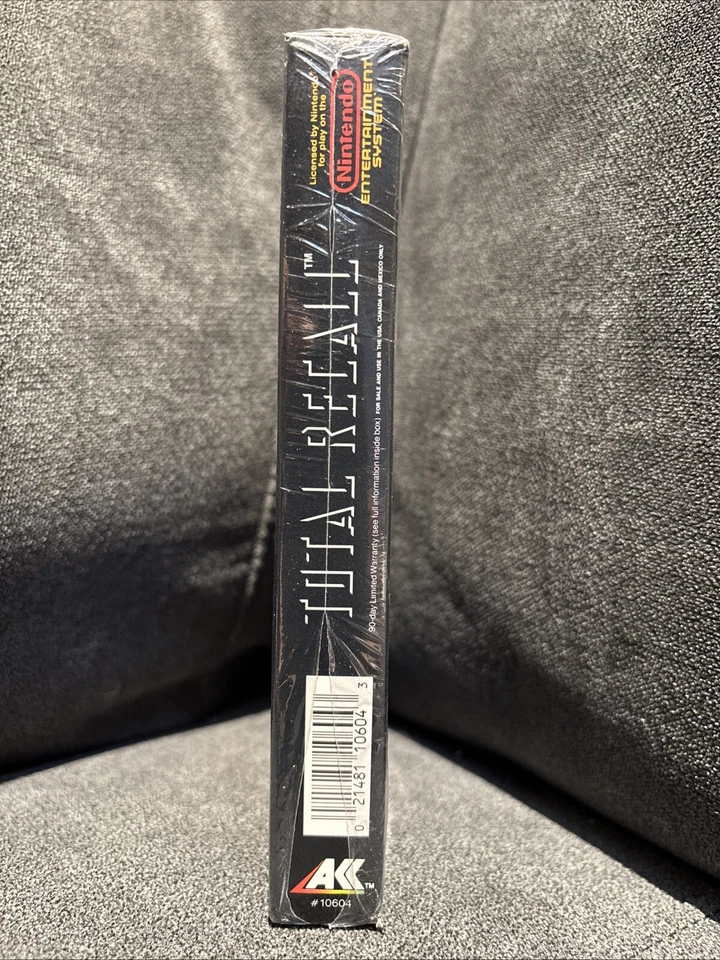 Licensed by Nintendo®
for play on the
Nintendo®
ENTERTAINMENT
SYSTEM®
TOTAL RECALL™
90-day Limited Warranty (see full information inside box) FOR SALE AND USE IN THE USA, CANADA AND MEXICO ONLY
0 21481 10604 3
AKK™
#10604